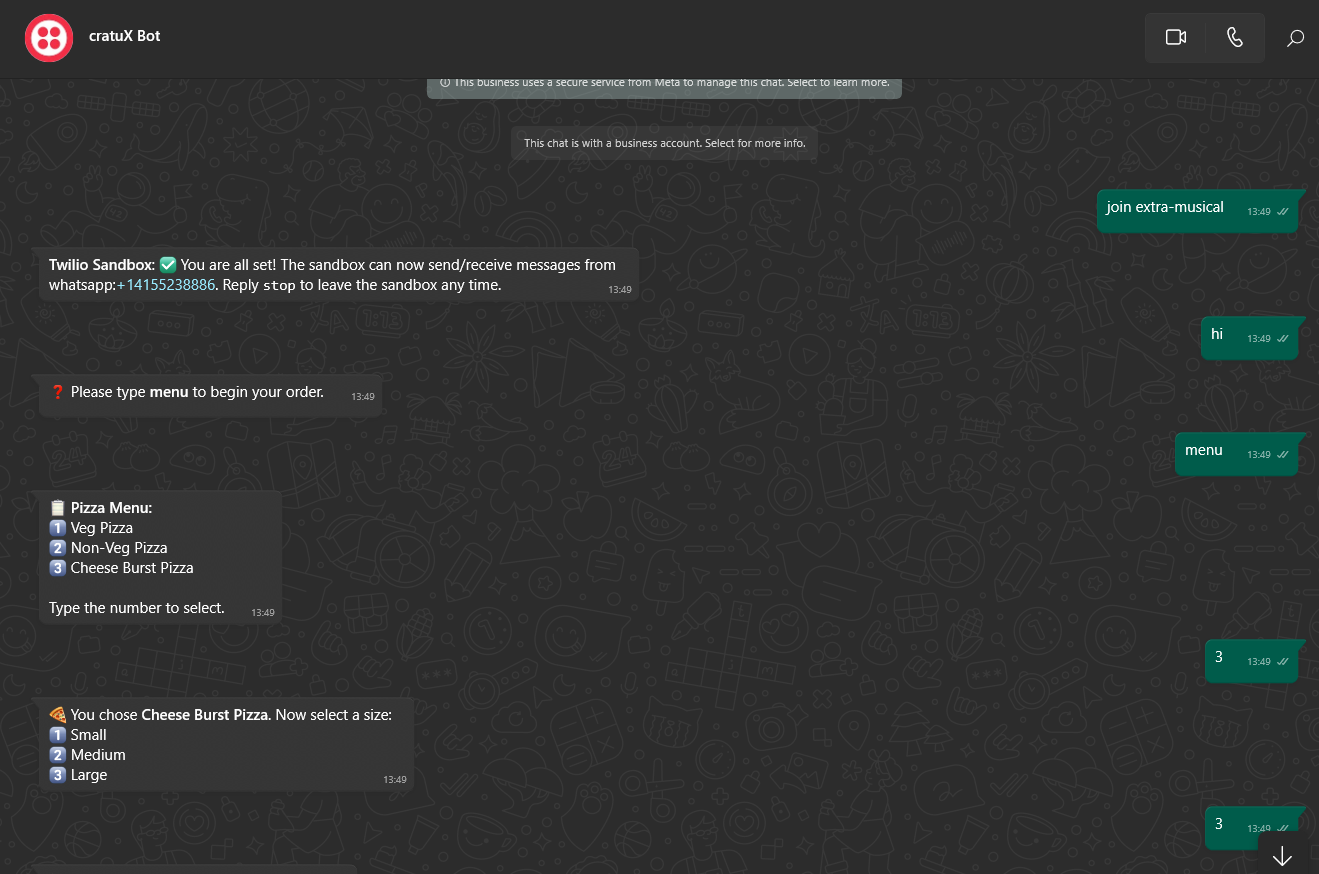 cratuX Bot
This business uses a secure service from Meta to manage this chat. Select to learn more.
This chat is with a business account. Select for more info.
join extra-musical 13:49
Twilio Sandbox: ✅ You are all set! The sandbox can now send/receive messages from
whatsapp:+14155238886. Reply stop to leave the sandbox any time. 13:49
hi 13:49
❓ Please type menu to begin your order. 13:49
menu 13:49
📋 Pizza Menu:
1️⃣ Veg Pizza
2️⃣ Non-Veg Pizza
3️⃣ Cheese Burst Pizza
Type the number to select. 13:49
3 13:49
🍕 You chose Cheese Burst Pizza. Now select a size:
1️⃣ Small
2️⃣ Medium
3️⃣ Large 13:49
3 13:49